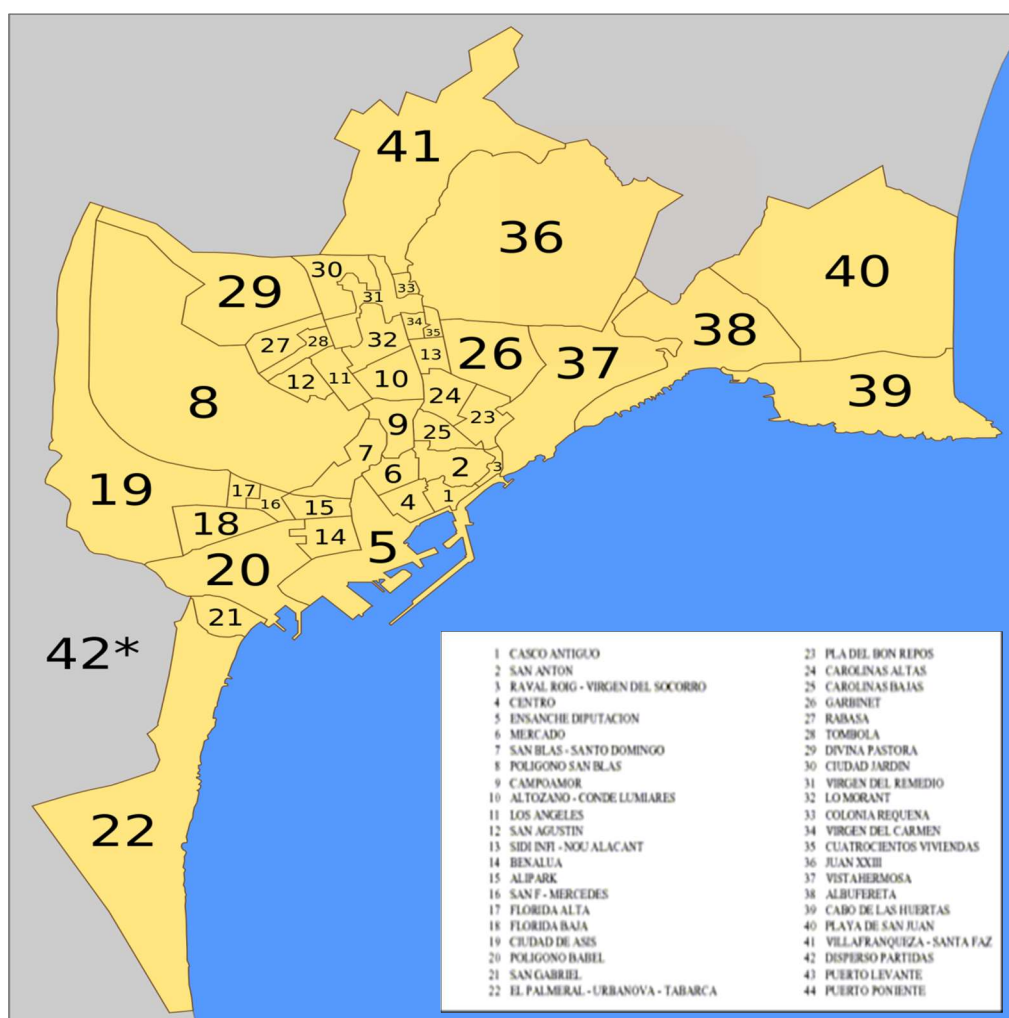 41
36
40
30
29
33
31
34
35
38
32
28
27
13
26
37
12
11
10
39
8
24
23
9
25
7
2
3
6
19
17
16
15
4
1
18
14
5
20
21
42*
22
1 CASCO ANTIGUO
2 SAN ANTON
3 RAVAL ROIG - VIRGEN DEL SOCORRO
4 CENTRO
5 ENSANCHE DIPUTACION
6 MERCADO
7 SAN BLAS - SANTO DOMINGO
8 POLIGONO SAN BLAS
9 CAMPOAMOR
10 ALTOZANO - CONDE LUMIARES
11 LOS ANGELES
12 SAN AGUSTIN
13 SIDI INFI - NOU ALACANT
14 BENALUA
15 ALIPARK
16 SAN F - MERCEDES
17 FLORIDA ALTA
18 FLORIDA BAJA
19 CIUDAD DE ASIS
20 POLIGONO BABEL
21 SAN GABRIEL
22 EL PALMERAL - URBANOVA - TABARCA
23 PLA DEL BON REPOS
24 CAROLINAS ALTAS
25 CAROLINAS BAJAS
26 GARBINET
27 RABASA
28 TOMBOLA
29 DIVINA PASTORA
30 CIUDAD JARDIN
31 VIRGEN DEL REMEDIO
32 LO MORANT
33 COLONIA REQUENA
34 VIRGEN DEL CARMEN
35 CUATROCIENTOS VIVIENDAS
36 JUAN XXIII
37 VISTAHERMOSA
38 ALBUFERETA
39 CABO DE LAS HUERTAS
40 PLAYA DE SAN JUAN
41 VILLAFRANQUEZA - SANTA FAZ
42 DISPERSO PARTIDAS
43 PUERTO LEVANTE
44 PUERTO PONIENTE